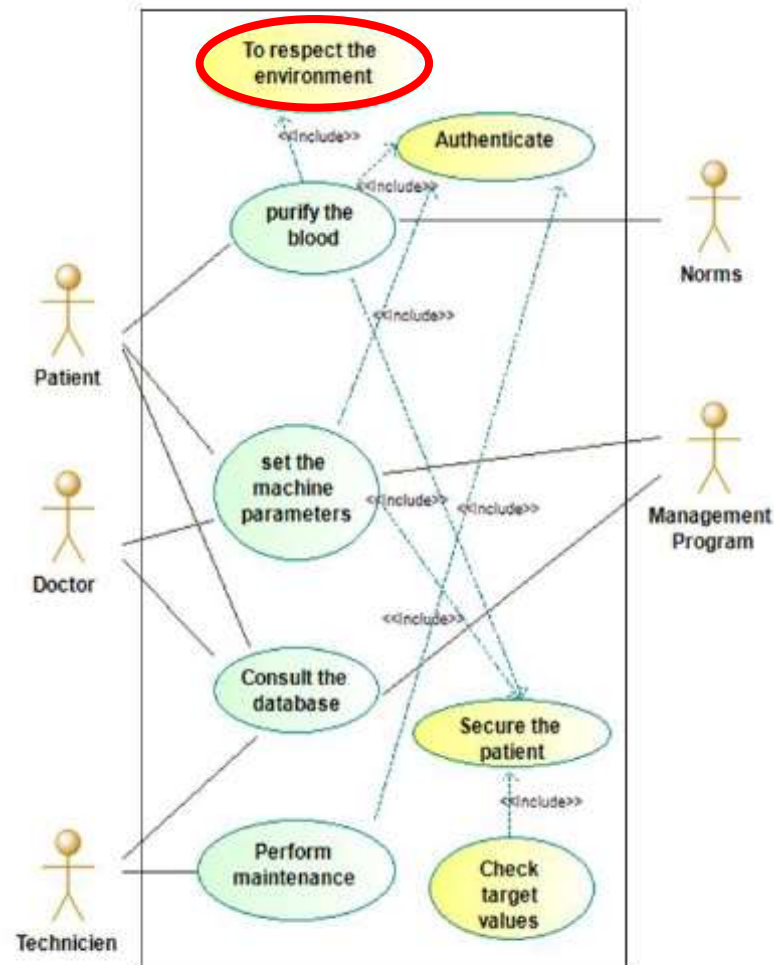 To respect the
environment
<<Include>>
Authenticate
<<Include>>
purify the
blood
Norms
<<Include>>
Patient
set the
machine
parameters
<<Include>>
<<Include>>
Management
Program
Doctor
<<Include>>
Consult the
database
Secure the
patient
<<Include>>
Perform
maintenance
Check
target
values
Technicien